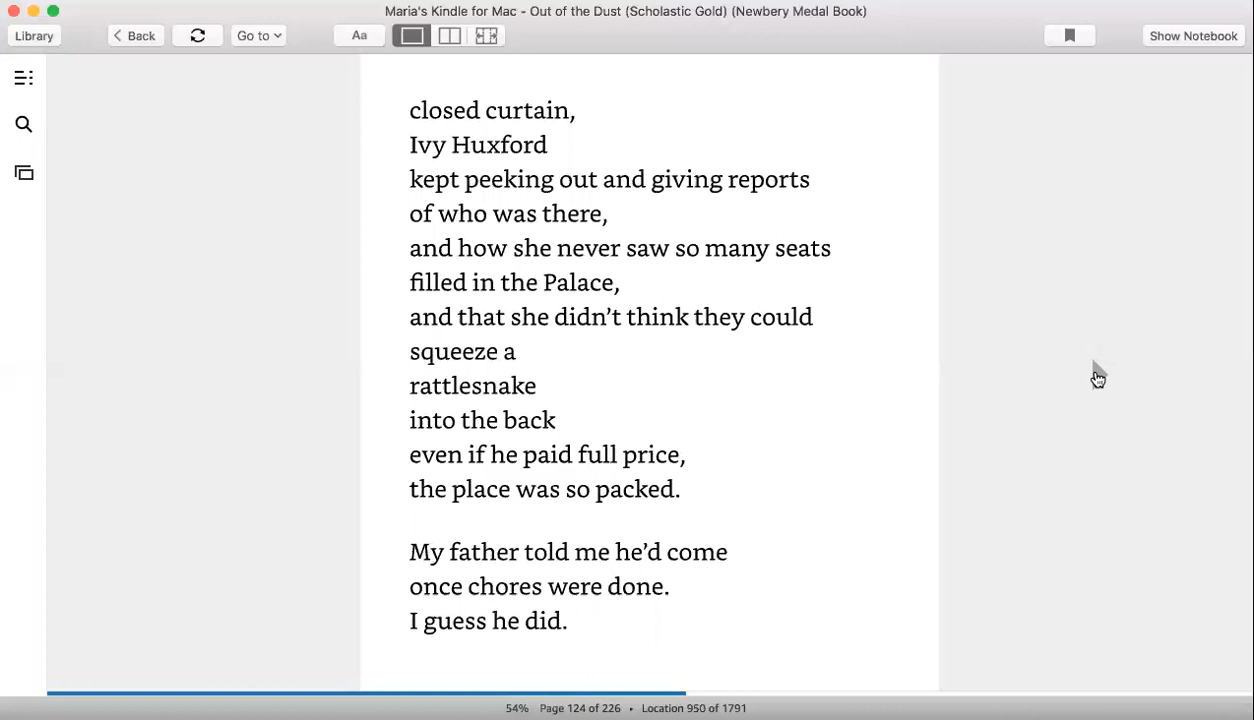 Maria's Kindle for Mac - Out of the Dust (Scholastic Gold) (Newbery Medal Book)
Library
Back
Go to
Aa
Show Notebook
closed curtain,
Ivy Huxford
kept peeking out and giving reports
of who was there,
and how she never saw so many seats
filled in the Palace,
and that she didn’t think they could
squeeze a
rattlesnake
into the back
even if he paid full price,
the place was so packed.
My father told me he’d come
once chores were done.
I guess he did.
54% Page 124 of 226 • Location 950 of 1791